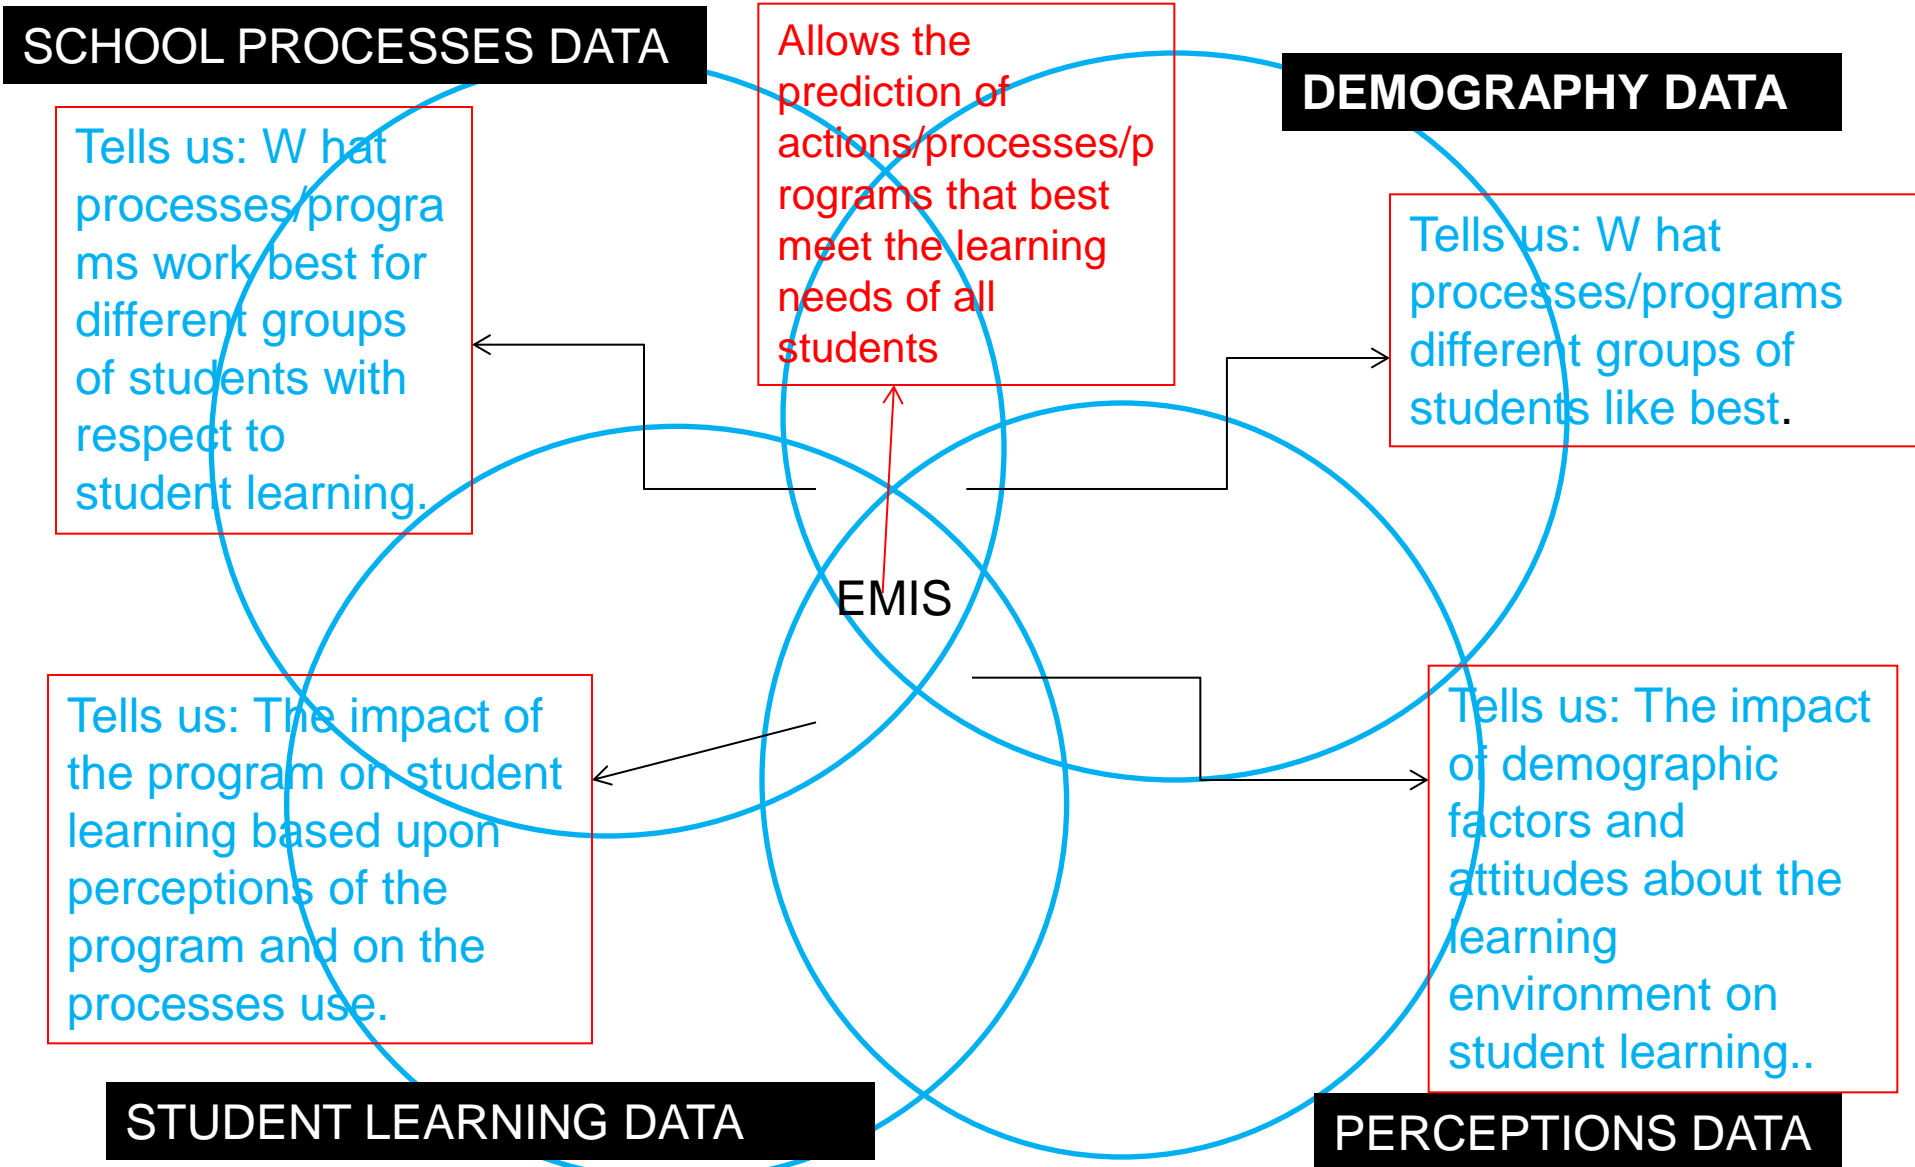 SCHOOL PROCESSES DATA
Tells us: W hat
processes/progra
ms work best for
different groups
of students with
respect to
student learning.
Allows the
prediction of
actions/processes/p
rograms that best
meet the learning
needs of all
students
DEMOGRAPHY DATA
Tells us: W hat
processes/programs
different groups of
students like best.
EMIS
Tells us: The impact of
the program on student
learning based upon
perceptions of the
program and on the
processes use.
Tells us: The impact
of demographic
factors and
attitudes about the
learning
environment on
student learning..
STUDENT LEARNING DATA
PERCEPTIONS DATA